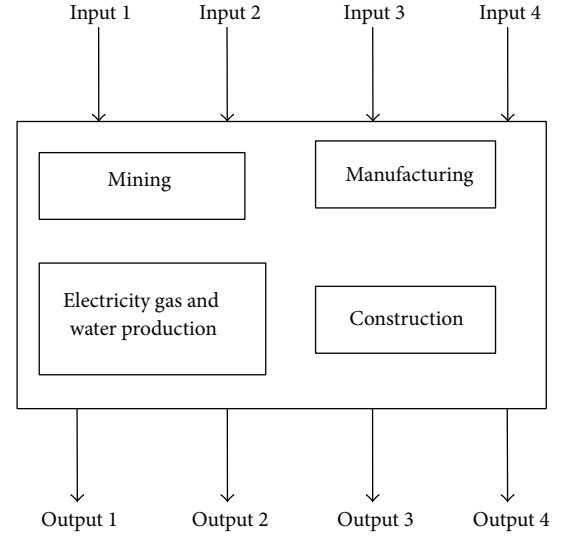 Input 1
Input 2
Input 3
Input 4
Mining
Manufacturing
Electricity gas and
water production
Construction
Output 1
Output 2
Output 3
Output 4